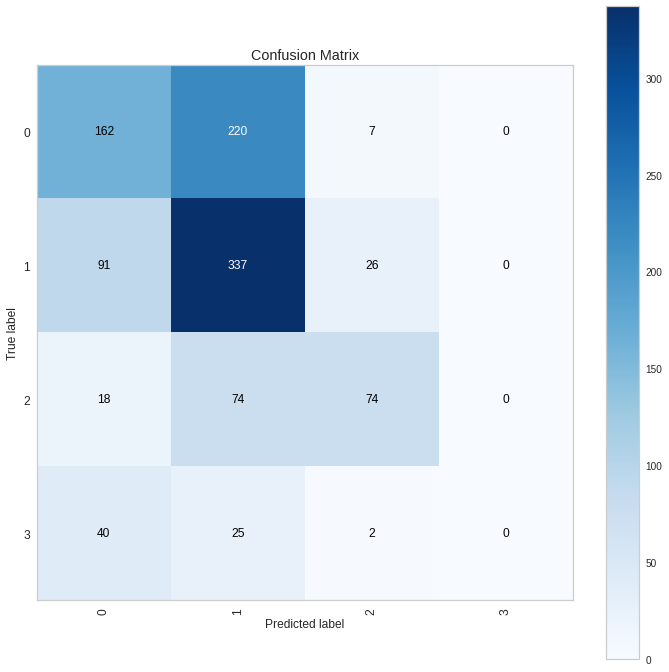 Confusion Matrix
0 162 220 7 0
1 91 337 26 0
2 18 74 74 0
3 40 25 2 0
True label
0 1 2 3
Predicted label
300
250
200
150
100
50
0